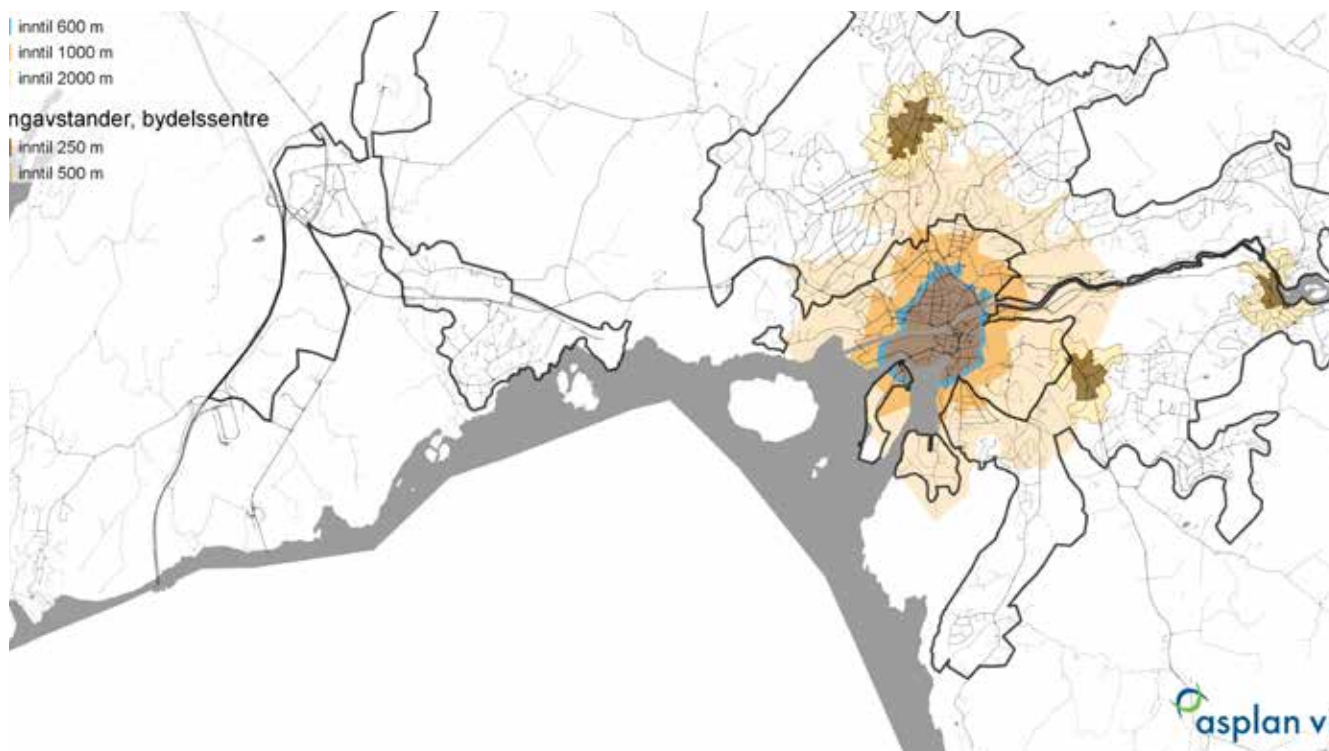 inntil 600 m
inntil 1000 m
inntil 2000 m
ngavstander, bydelssentre
inntil 250 m
inntil 500 m
asplan v